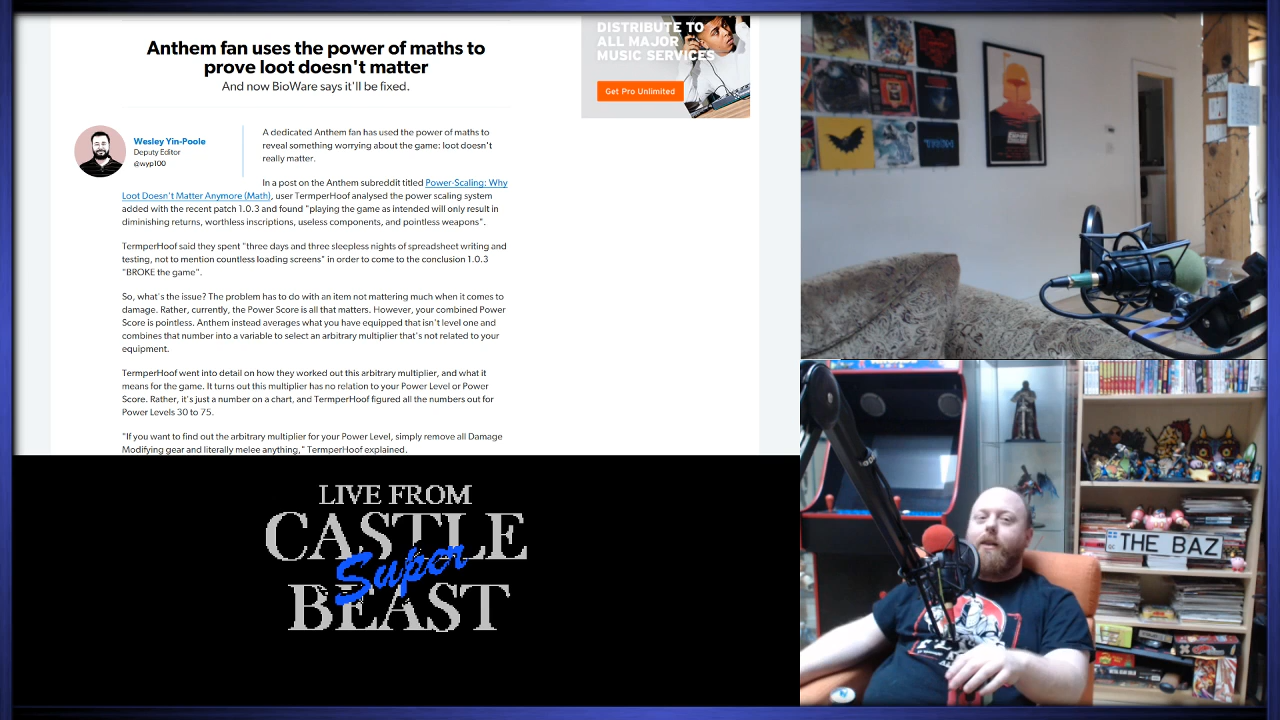 Anthem fan uses the power of maths to
prove loot doesn't matter
And now BioWare says it'll be fixed.
Wesley Yin-Poole
Deputy Editor
@wyp100
A dedicated Anthem fan has used the power of maths to
reveal something worrying about the game: loot doesn't
really matter.
In a post on the Anthem subreddit titled Power-Scaling: Why
Loot Doesn't Matter Anymore (Math), user TermperHoof analysed the power scaling system
added with the recent patch 1.0.3 and found "playing the game as intended will only result in
diminishing returns, worthless inscriptions, useless components, and pointless weapons".
TermperHoof said they spent "three days and three sleepless nights of spreadsheet writing and
testing, not to mention countless loading screens" in order to come to the conclusion 1.0.3
"BROKE the game".
So, what's the issue? The problem has to do with an item not mattering much when it comes to
damage. Rather, currently, the Power Score is all that matters. However, your combined Power
Score is pointless. Anthem instead averages what you have equipped that isn't level one and
combines that number into a variable to select an arbitrary multiplier that's not related to your
equipment.
TermperHoof went into detail on how they worked out this arbitrary multiplier, and what it
means for the game. It turns out this multiplier has no relation to your Power Level or Power
Score. Rather, it's just a number on a chart, and TermperHoof figured all the numbers out for
Power Levels 30 to 75.
"If you want to find out the arbitrary multiplier for your Power Level, simply remove all Damage
Modifying gear and literally melee anything," TermperHoof explained.
DISTRIBUTE TO
ALL MAJOR
MUSIC SERVICES
Get Pro Unlimited
TRON
LIVE FROM
CASTLE
Super
BEAST
THE BAZ